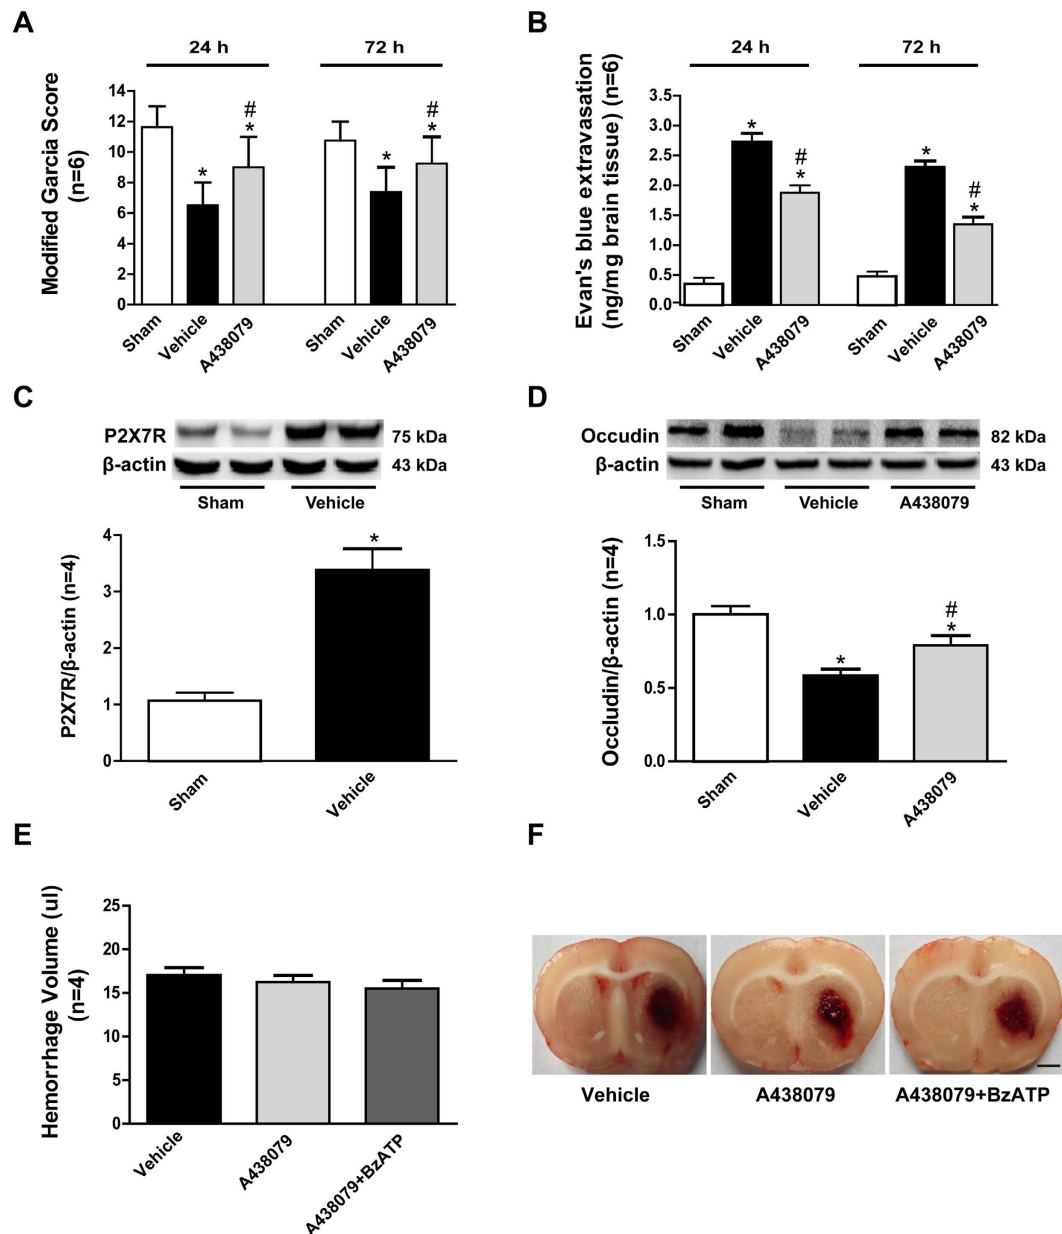 A
24 h
72 h
Modified Garcia Score
(n=6)
14
12
10
8
6
4
2
0
*
#
*
*
#
*
Sham
Vehicle
A438079
Sham
Vehicle
A438079
B
24 h
72 h
Evan's blue extravasation
(ng/mg brain tissue) (n=6)
3.5
3.0
2.5
2.0
1.5
1.0
0.5
0.0
*
#
*
*
#
*
Sham
Vehicle
A438079
Sham
Vehicle
A438079
C
P2X7R
75 kDa
β-actin
43 kDa
Sham
Vehicle
P2X7R/β-actin (n=4)
4
3
2
1
0
*
Sham
Vehicle
D
Occudin
82 kDa
β-actin
43 kDa
Sham
Vehicle
A438079
Occludin/β-actin (n=4)
1.5
1.0
0.5
0.0
*
#
*
Sham
Vehicle
A438079
E
Hemorrhage Volume (ul)
(n=4)
25
20
15
10
5
0
Vehicle
A438079
A438079+BzATP
F
Vehicle
A438079
A438079+BzATP